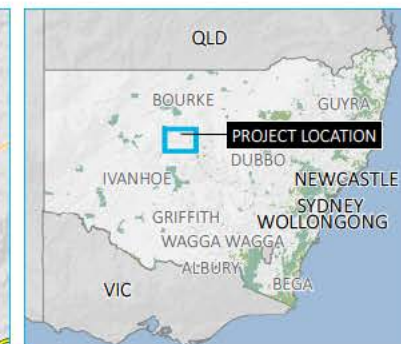 QLD
BOURKE
GUYRA
PROJECT LOCATION
DUBBO
IVANHOE
NEWCASTLE
SYDNEY
GRIFFITH
WOLLONGONG
WAGGA WAGGA
ALBURY
VIC
BEGA